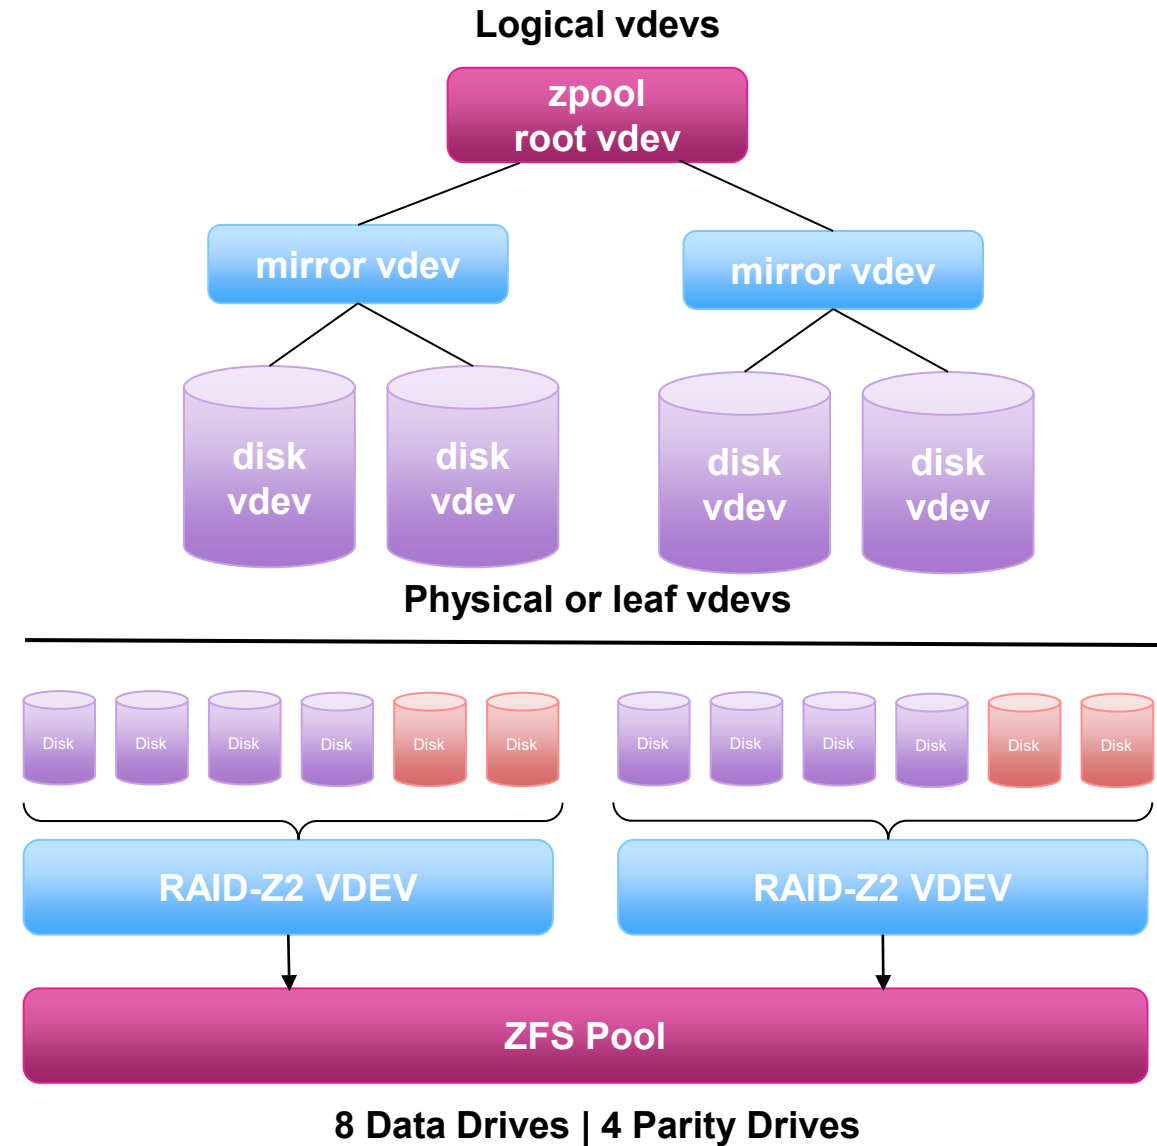 Logical vdevs
zpool
root vdev
mirror vdev
mirror vdev
disk
vdev
disk
vdev
disk
vdev
disk
vdev
Physical or leaf vdevs
Disk
Disk
Disk
Disk
Disk
Disk
Disk
Disk
Disk
Disk
Disk
Disk
RAID-Z2 VDEV
RAID-Z2 VDEV
ZFS Pool
8 Data Drives | 4 Parity Drives